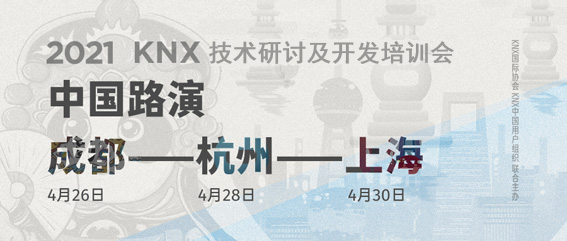 2021 KNX 技术研讨及开发培训会
中国路演
成都——杭州——上海
4月26日 4月28日 4月30日
KNX国际协会 KNX中国用户组织 联合主办